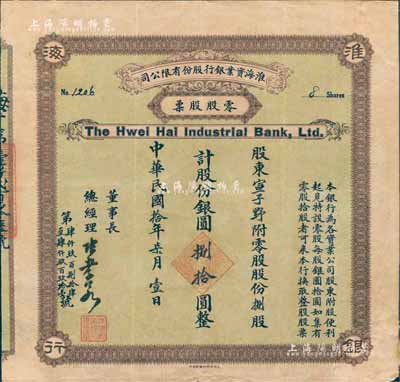 上海泓盛拍卖
淮
海
司公限有份股行銀業實海淮
No. 1206
8 Shares
票股股零
The Hwei Hai Industrial Bank, Ltd.
本銀行為各實業公司股東附股便利
起見特設零股每股銀圓拾圓如集有
零股拾股者可來本行換取整股股票
股東宣子野附零股股份捌股
計股份銀圓捌拾圓整
中華民國拾年柒月壹日
董事長
總經理
銀
行